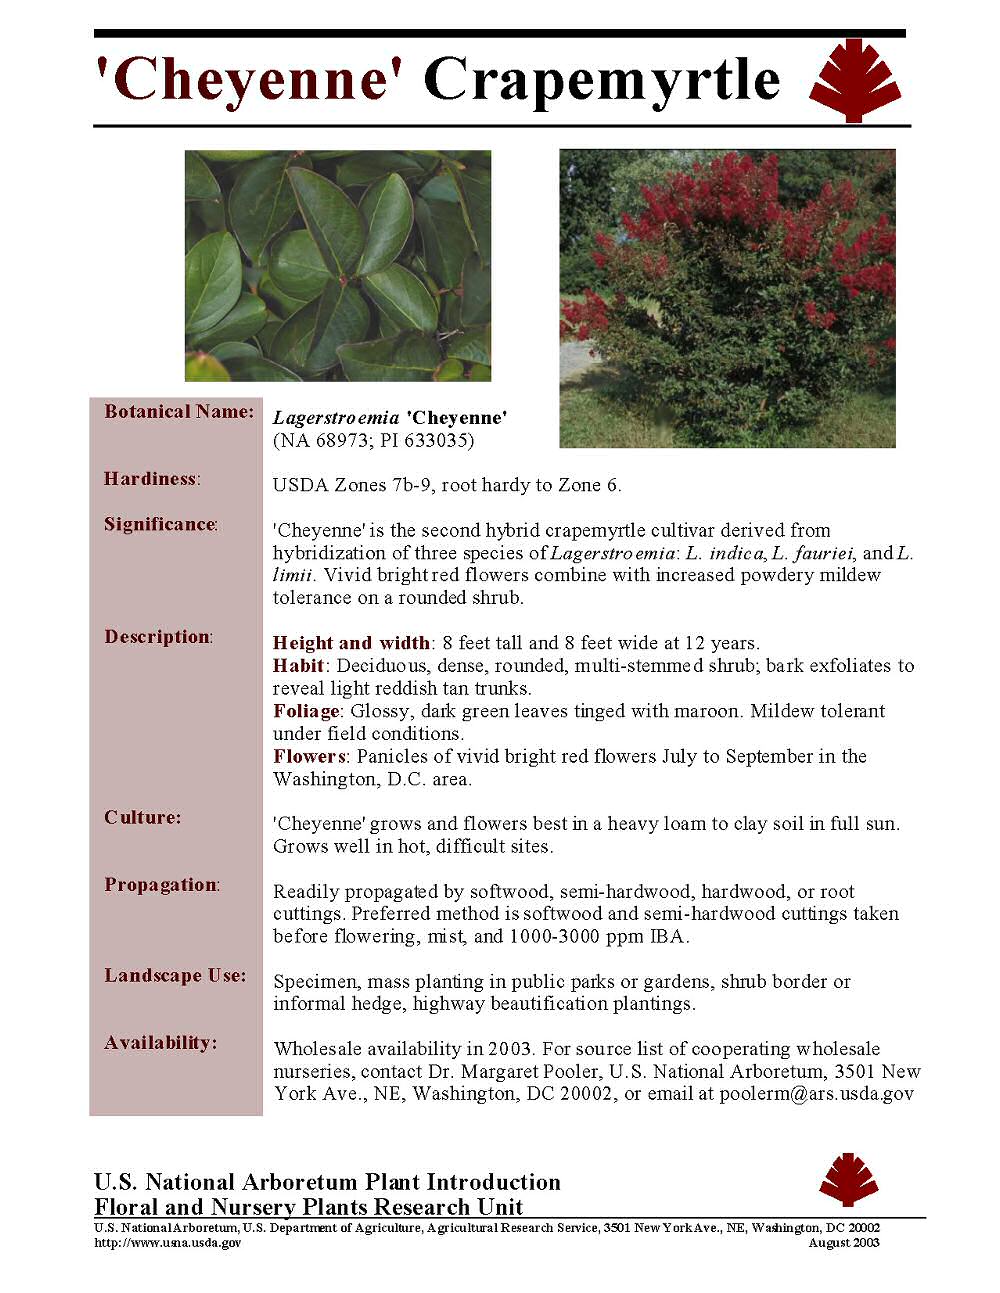 'Cheyenne' Crapemyrtle
Botanical Name:
Lagerstroemia 'Cheyenne'
(NA 68973; PI 633035)
Hardiness:
USDA Zones 7b-9, root hardy to Zone 6.
Significance:
'Cheyenne' is the second hybrid crapemyrtle cultivar derived from
hybridization of three species of Lagerstroemia: L. indica, L. fauriei, and L.
limii. Vivid bright red flowers combine with increased powdery mildew
tolerance on a rounded shrub.
Description:
Height and width: 8 feet tall and 8 feet wide at 12 years.
Habit: Deciduous, dense, rounded, multi-stemmed shrub; bark exfoliates to
reveal light reddish tan trunks.
Foliage: Glossy, dark green leaves tinged with maroon. Mildew tolerant
under field conditions.
Flowers: Panicles of vivid bright red flowers July to September in the
Washington, D.C. area.
Culture:
'Cheyenne' grows and flowers best in a heavy loam to clay soil in full sun.
Grows well in hot, difficult sites.
Propagation:
Readily propagated by softwood, semi-hardwood, hardwood, or root
cuttings. Preferred method is softwood and semi-hardwood cuttings taken
before flowering, mist, and 1000-3000 ppm IBA.
Landscape Use:
Specimen, mass planting in public parks or gardens, shrub border or
informal hedge, highway beautification plantings.
Availability:
Wholesale availability in 2003. For source list of cooperating wholesale
nurseries, contact Dr. Margaret Pooler, U.S. National Arboretum, 3501 New
York Ave., NE, Washington, DC 20002, or email at poolerm@ars.usda.gov
U.S. National Arboretum Plant Introduction
Floral and Nursery Plants Research Unit
U.S. National Arboretum, U.S. Department of Agriculture, Agricultural Research Service, 3501 New York Ave., NE, Washington, DC 20002
http://www.usna.usda.gov
August 2003